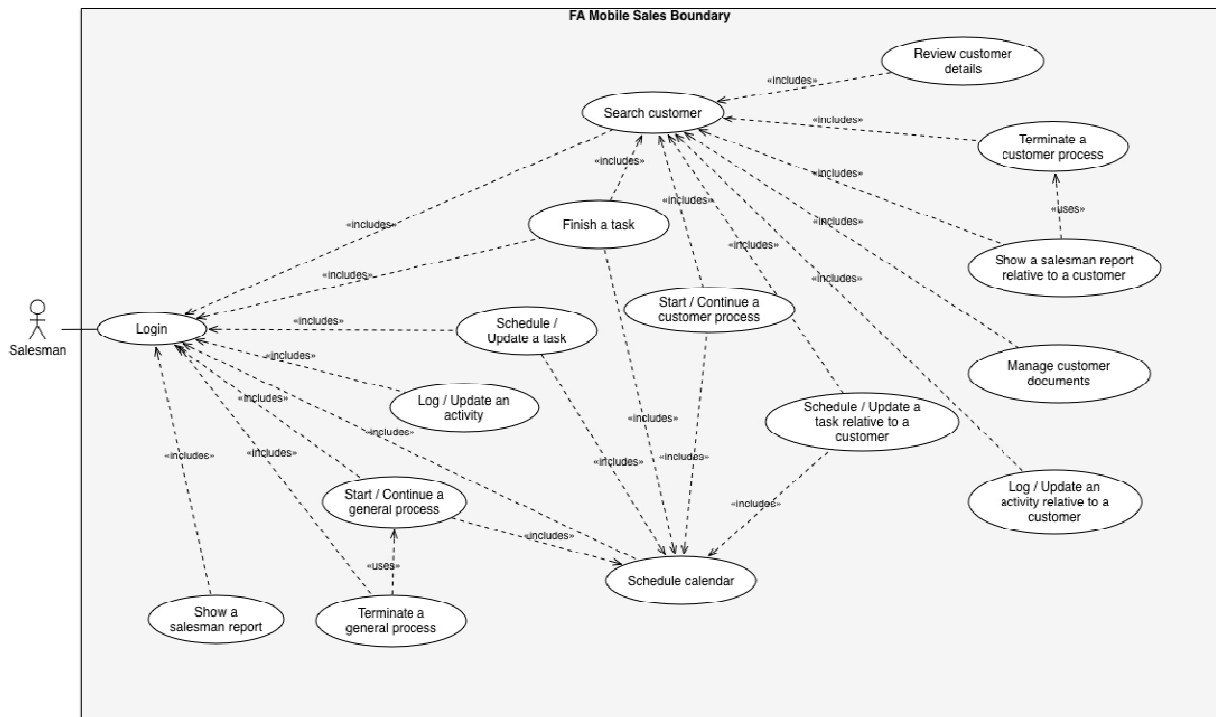 FA Mobile Sales Boundary
Review customer
details
«includes»
Search customer
«includes»
Terminate a
customer process
«includes»
«includes»
«includes»
«uses»
«includes»
Finish a task
«includes»
«includes»
Show a salesman report
relative to a customer
«includes»
«includes»
Start / Continue a
customer process
Salesman
Login
«includes»
Schedule /
Update a task
«includes»
Manage customer
documents
Log / Update an
activity
«includes»
Schedule / Update a
task relative to a
customer
«includes»
«includes»
«includes»
«includes»
«includes»
«includes»
«includes»
Start / Continue a
general process
Log / Update an
activity relative to a
customer
«includes»
«includes»
«uses»
Schedule calendar
Show a
salesman report
Terminate a
general process